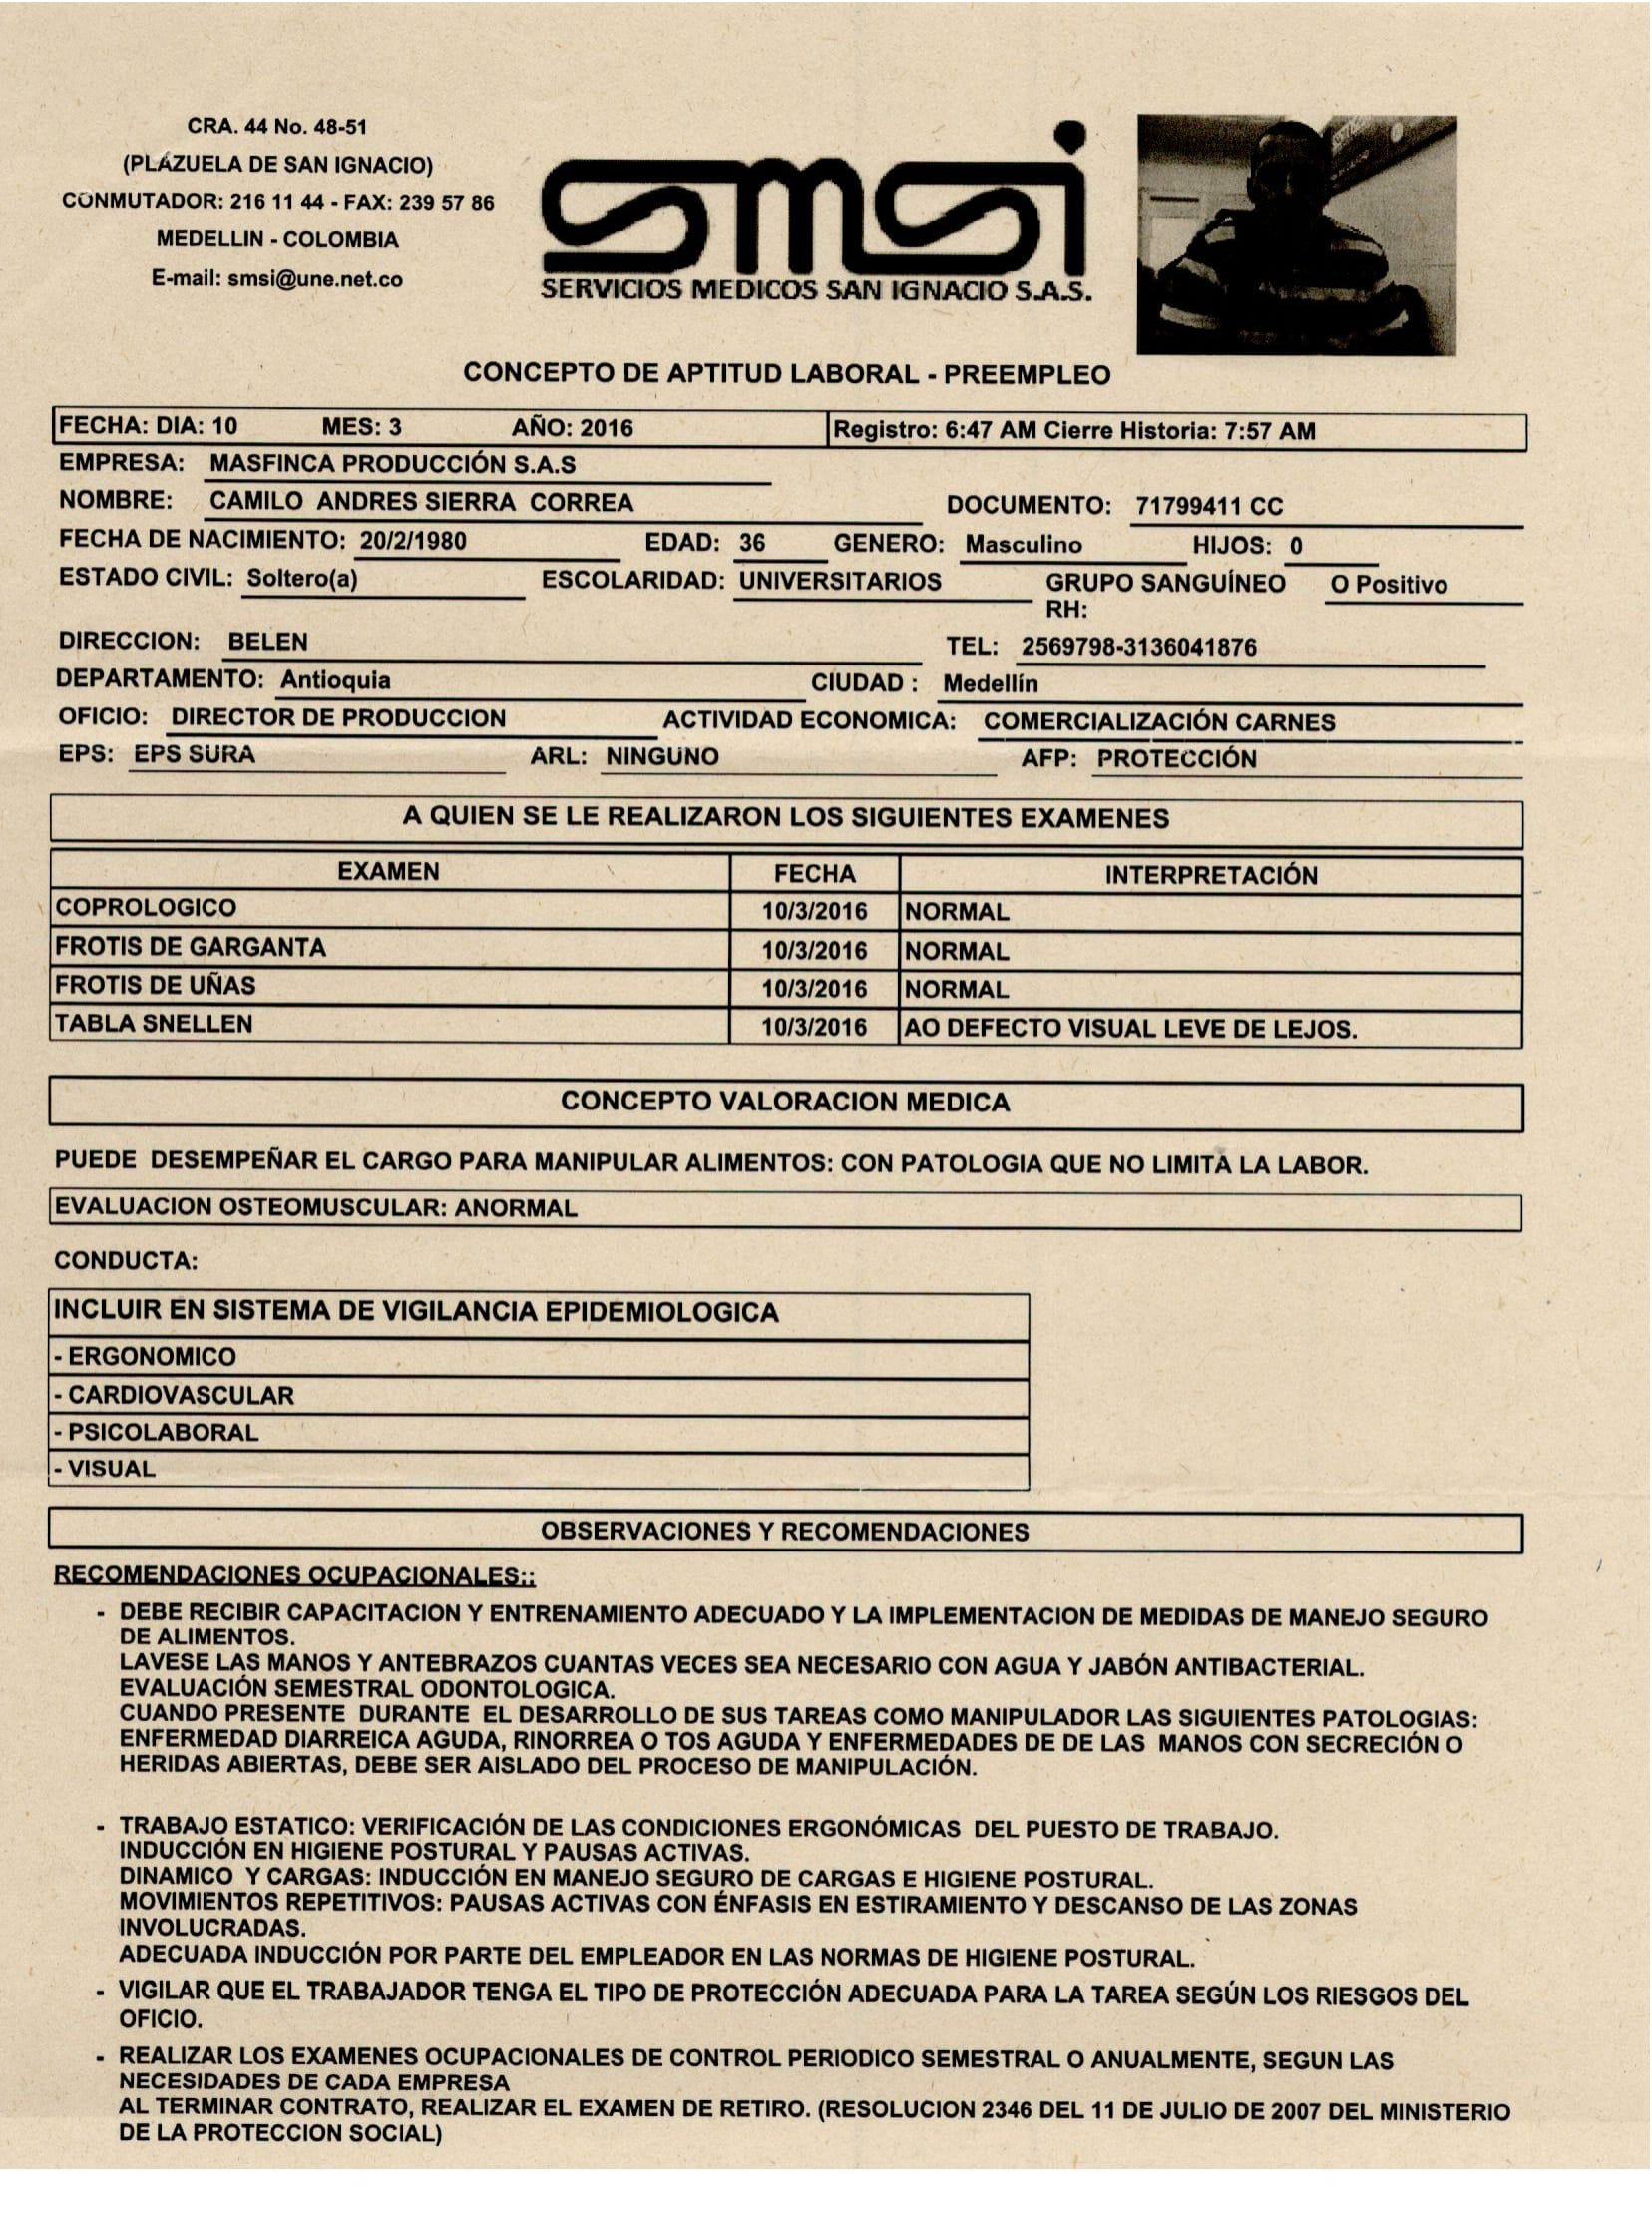 CRA. 44 No. 48-51
(PLAZUELA DE SAN IGNACIO)
CONMUTADOR: 216 11 44 - FAX: 239 57 86
MEDELLIN - COLOMBIA
E-mail: smsi@une.net.co
smsi
SERVICIOS MEDICOS SAN IGNACIO S.A.S.
CONCEPTO DE APTITUD LABORAL - PREEMPLEO
FECHA: DIA: 10 MES: 3 AÑO: 2016 Registro: 6:47 AM Cierre Historia: 7:57 AM
EMPRESA: MASFINCA PRODUCCIÓN S.A.S
NOMBRE: CAMILO ANDRES SIERRA CORREA DOCUMENTO: 71799411 CC
FECHA DE NACIMIENTO: 20/2/1980 EDAD: 36 GENERO: Masculino HIJOS: 0
ESTADO CIVIL: Soltero(a) ESCOLARIDAD: UNIVERSITARIOS GRUPO SANGUÍNEO O Positivo
RH:
DIRECCION: BELEN TEL: 2569798-3136041876
DEPARTAMENTO: Antioquia CIUDAD : Medellín
OFICIO: DIRECTOR DE PRODUCCION ACTIVIDAD ECONOMICA: COMERCIALIZACIÓN CARNES
EPS: EPS SURA ARL: NINGUNO AFP: PROTECCIÓN
A QUIEN SE LE REALIZARON LOS SIGUIENTES EXAMENES
EXAMEN FECHA INTERPRETACIÓN
COPROLOGICO 10/3/2016 NORMAL
FROTIS DE GARGANTA 10/3/2016 NORMAL
FROTIS DE UÑAS 10/3/2016 NORMAL
TABLA SNELLEN 10/3/2016 AO DEFECTO VISUAL LEVE DE LEJOS.
CONCEPTO VALORACION MEDICA
PUEDE DESEMPEÑAR EL CARGO PARA MANIPULAR ALIMENTOS: CON PATOLOGIA QUE NO LIMITA LA LABOR.
EVALUACION OSTEOMUSCULAR: ANORMAL
CONDUCTA:
INCLUIR EN SISTEMA DE VIGILANCIA EPIDEMIOLOGICA
- ERGONOMICO
- CARDIOVASCULAR
- PSICOLABORAL
- VISUAL
OBSERVACIONES Y RECOMENDACIONES
RECOMENDACIONES OCUPACIONALES::
- DEBE RECIBIR CAPACITACION Y ENTRENAMIENTO ADECUADO Y LA IMPLEMENTACION DE MEDIDAS DE MANEJO SEGURO
DE ALIMENTOS.
LAVESE LAS MANOS Y ANTEBRAZOS CUANTAS VECES SEA NECESARIO CON AGUA Y JABÓN ANTIBACTERIAL.
EVALUACIÓN SEMESTRAL ODONTOLOGICA.
CUANDO PRESENTE DURANTE EL DESARROLLO DE SUS TAREAS COMO MANIPULADOR LAS SIGUIENTES PATOLOGIAS:
ENFERMEDAD DIARREICA AGUDA, RINORREA O TOS AGUDA Y ENFERMEDADES DE DE LAS MANOS CON SECRECIÓN O
HERIDAS ABIERTAS, DEBE SER AISLADO DEL PROCESO DE MANIPULACIÓN.
- TRABAJO ESTATICO: VERIFICACIÓN DE LAS CONDICIONES ERGONÓMICAS DEL PUESTO DE TRABAJO.
INDUCCIÓN EN HIGIENE POSTURAL Y PAUSAS ACTIVAS.
DINAMICO Y CARGAS: INDUCCIÓN EN MANEJO SEGURO DE CARGAS E HIGIENE POSTURAL.
MOVIMIENTOS REPETITIVOS: PAUSAS ACTIVAS CON ÉNFASIS EN ESTIRAMIENTO Y DESCANSO DE LAS ZONAS
INVOLUCRADAS.
ADECUADA INDUCCIÓN POR PARTE DEL EMPLEADOR EN LAS NORMAS DE HIGIENE POSTURAL.
- VIGILAR QUE EL TRABAJADOR TENGA EL TIPO DE PROTECCIÓN ADECUADA PARA LA TAREA SEGÚN LOS RIESGOS DEL
OFICIO.
- REALIZAR LOS EXAMENES OCUPACIONALES DE CONTROL PERIODICO SEMESTRAL O ANUALMENTE, SEGUN LAS
NECESIDADES DE CADA EMPRESA
AL TERMINAR CONTRATO, REALIZAR EL EXAMEN DE RETIRO. (RESOLUCION 2346 DEL 11 DE JULIO DE 2007 DEL MINISTERIO
DE LA PROTECCION SOCIAL)